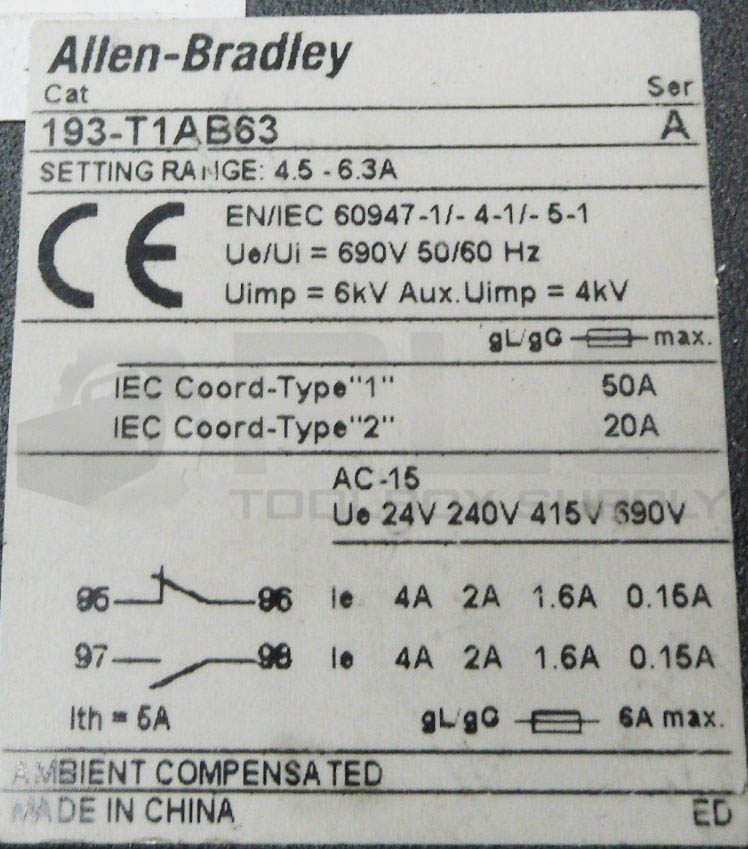 Allen-Bradley
Cat Ser
193-T1AB63 A
SETTING RANGE: 4.5 - 6.3A
CE
EN/IEC 60947-1/- 4-1/- 5-1
Ue/Ui = 690V 50/60 Hz
Uimp = 6kV Aux.Uimp = 4kV
gL/gG max.
IEC Coord-Type"1" 50A
IEC Coord-Type"2" 20A
AC-15
Ue 24V 240V 415V 690V
95 96 Ie 4A 2A 1.6A 0.15A
97 98 Ie 4A 2A 1.6A 0.15A
Ith = 5A gL/gG 6A max.
AMBIENT COMPENSATED
MADE IN CHINA ED
PLC
TOOLBOX SUPPLY